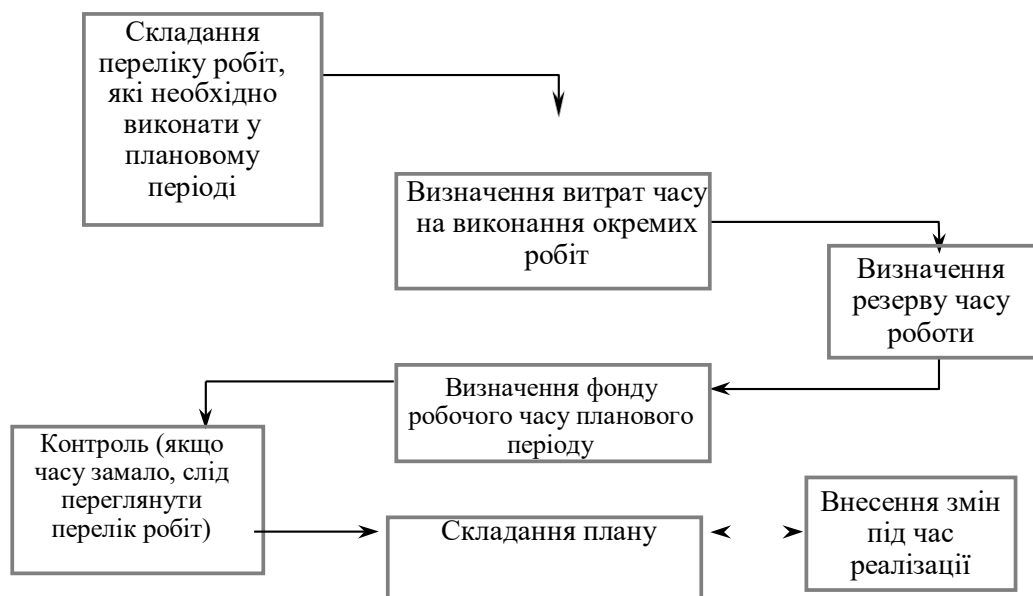 Складання
переліку робіт,
які необхідно
виконати у
плановому
періоді
Визначення витрат часу
на виконання окремих
робіт
Визначення
резерву часу
роботи
Визначення фонду
робочого часу планового
періоду
Контроль (якщо
часу замало, слід
переглянути
перелік робіт)
Складання плану
Внесення змін
під час
реалізації